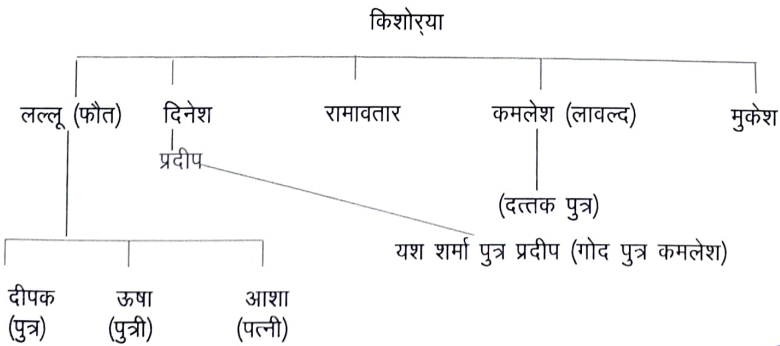 किशोर्‍या
लल्लू (फौत) दिनेश रामावतार कमलेश (लावल्द) मुकेश
प्रदीप
(दत्तक पुत्र)
यश शर्मा पुत्र प्रदीप (गोद पुत्र कमलेश)
दीपक ऊषा आशा
(पुत्र) (पुत्री) (पत्नी)